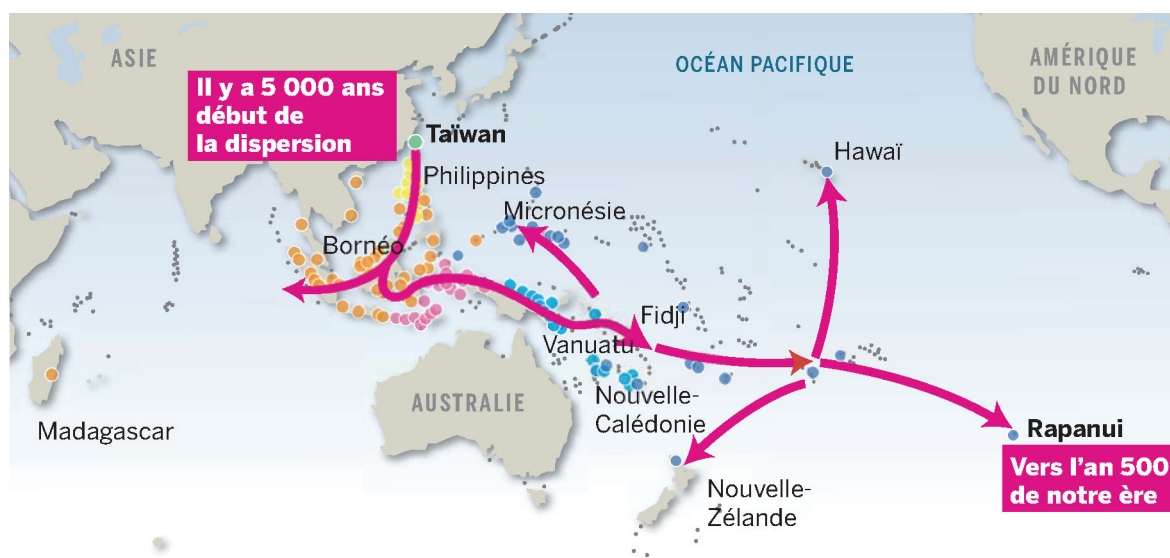 ASIE
OCÉAN PACIFIQUE
AMÉRIQUE
DU NORD
Il y a 5 000 ans
début de
la dispersion
Taïwan
Hawaï
Philippines
Micronésie
Bornéo
Fidji
Vanuatu
Nouvelle-
Calédonie
AUSTRALIE
Madagascar
Rapanui
Vers l'an 500
de notre ère
Nouvelle-
Zélande